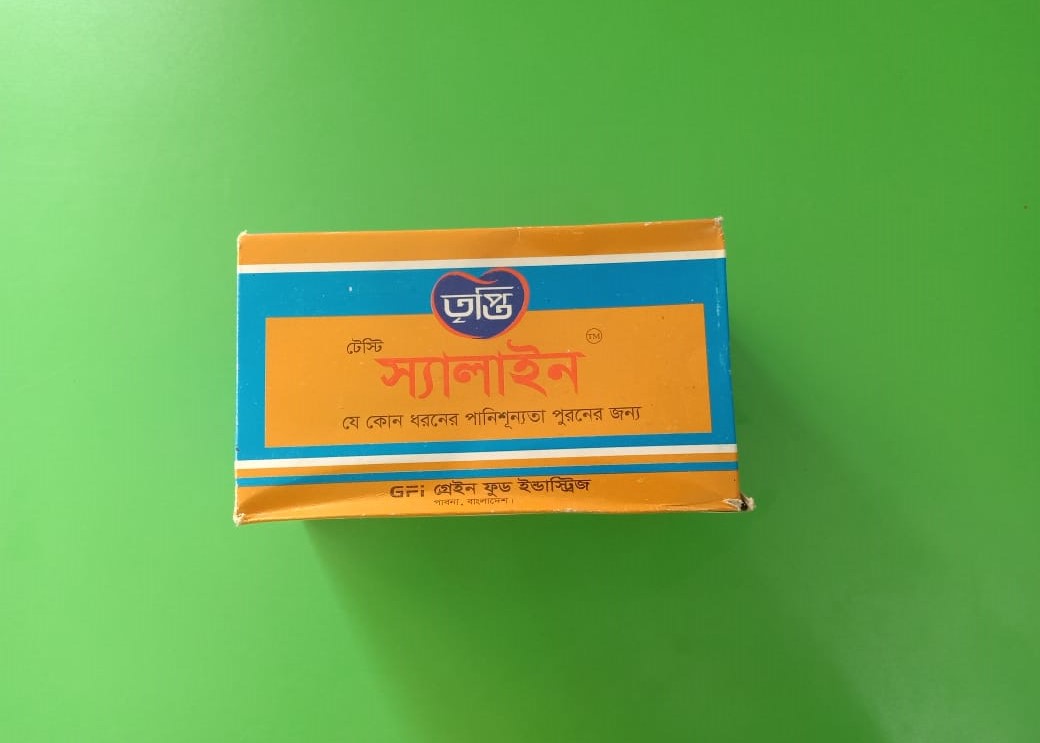 তৃপ্তি
টেস্টি
স্যালাইন TM
যে কোন ধরনের পানিশূন্যতা পুরনের জন্য
GFi গ্রেইন ফুড ইন্ডাস্ট্রিজ
পাবনা, বাংলাদেশ।